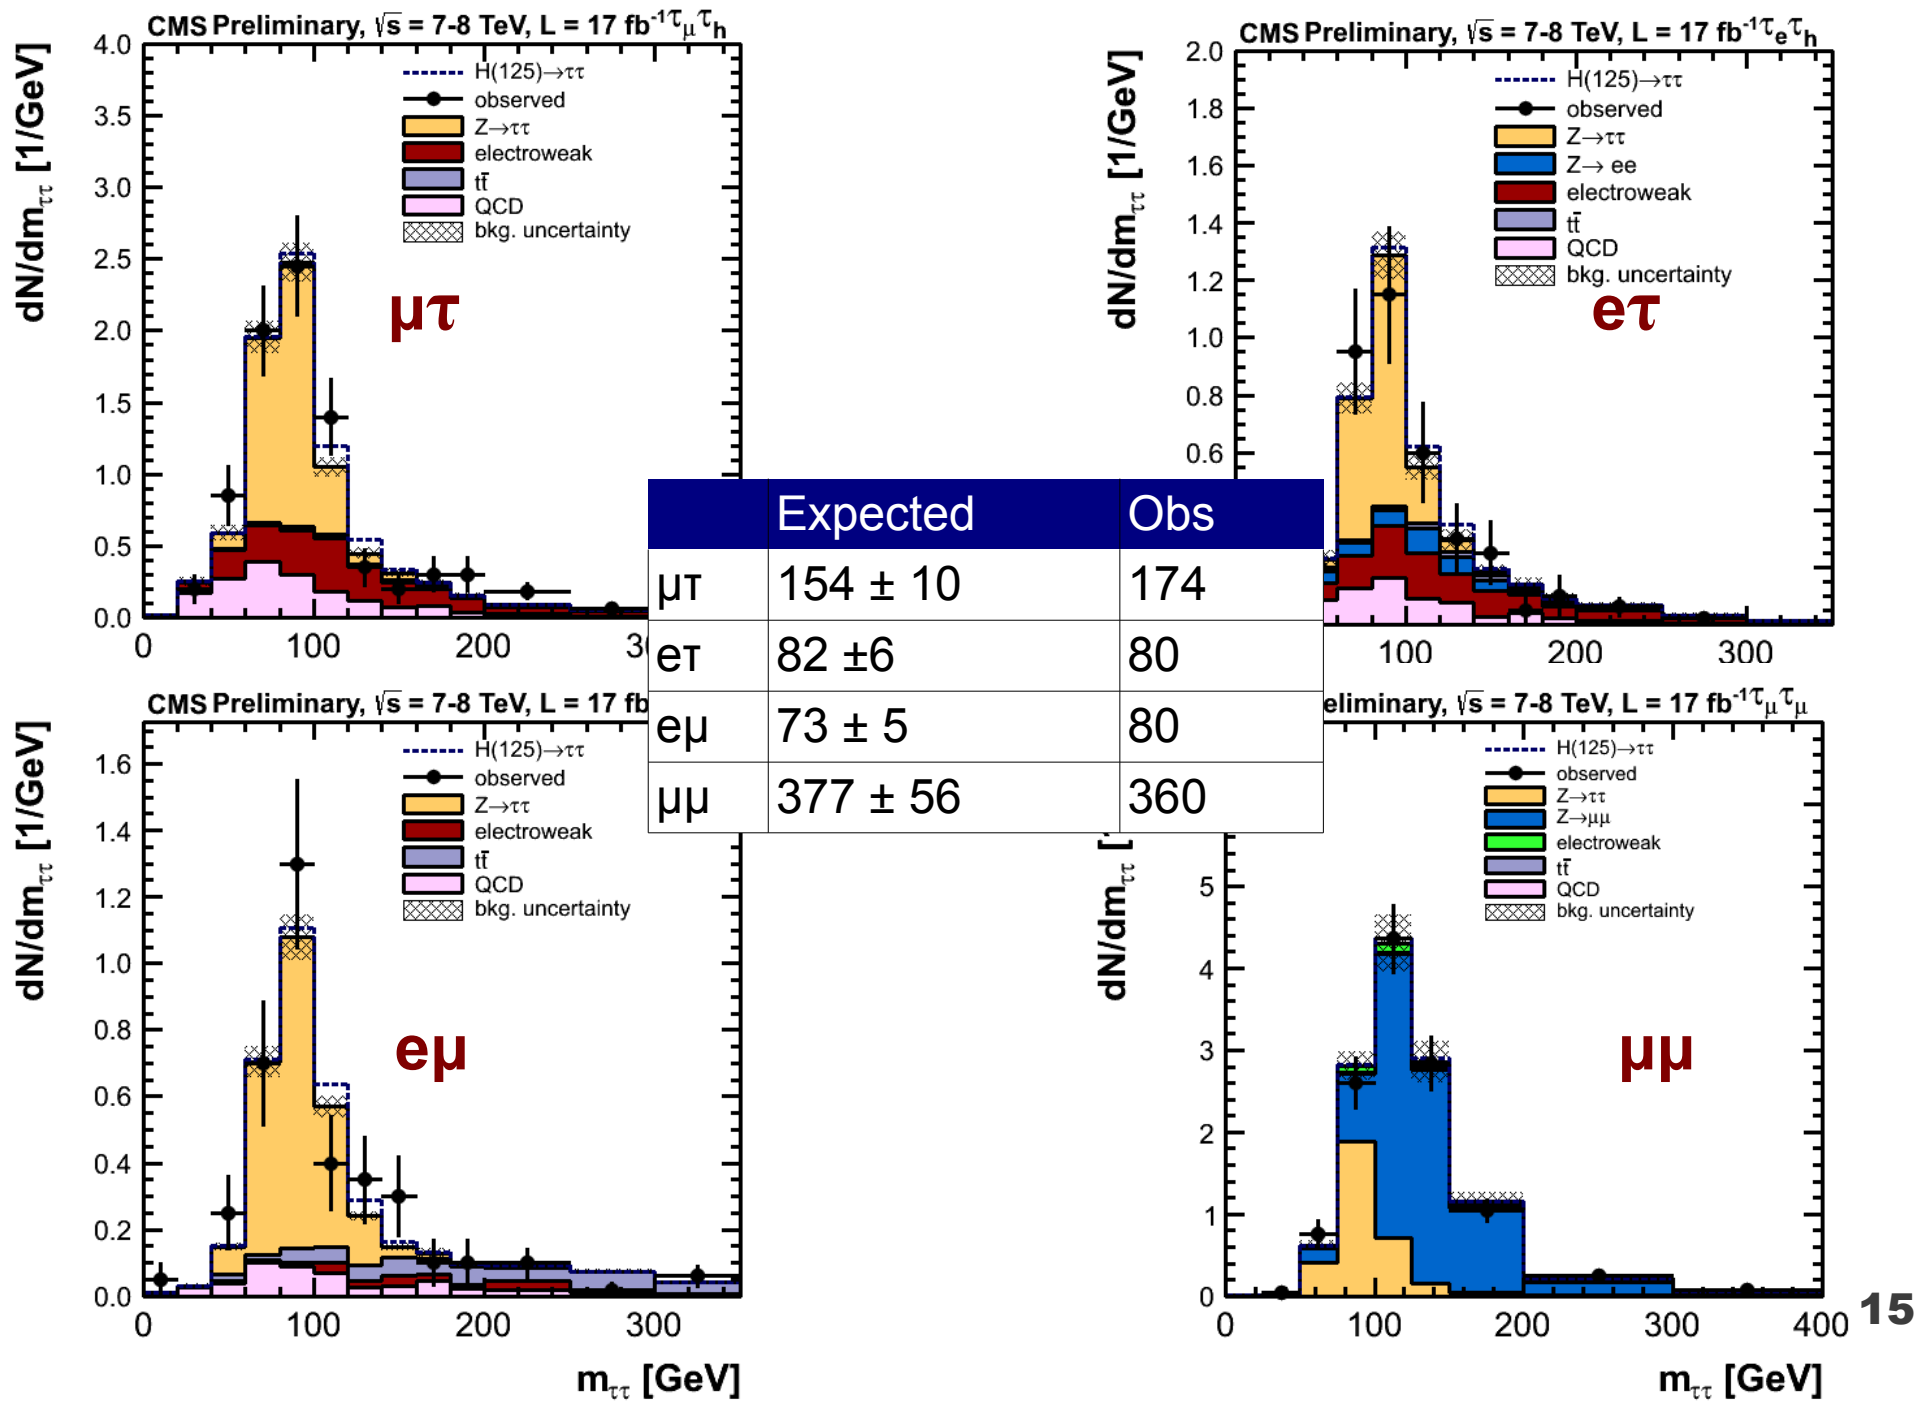 CMS Preliminary, √s = 7-8 TeV, L = 17 fb⁻¹ τμτh
dN/dmττ [1/GeV]
4.0
3.5
3.0
2.5
2.0
1.5
1.0
0.5
0.0
H(125)→ττ
observed
Z→ττ
electroweak
tt̄
QCD
bkg. uncertainty
μτ
0 100 200
CMS Preliminary, √s = 7-8 TeV, L = 17 fb⁻¹ τeτh
dN/dmττ [1/GeV]
2.0
1.8
1.6
1.4
1.2
1.0
0.8
0.6
H(125)→ττ
observed
Z→ττ
Z→ ee
electroweak
tt̄
QCD
bkg. uncertainty
eτ
100 200 300
Expected Obs
μτ 154 ± 10 174
eτ 82 ±6 80
eμ 73 ± 5 80
μμ 377 ± 56 360
CMS Preliminary, √s = 7-8 TeV, L = 17 fb
dN/dmττ [1/GeV]
1.6
1.4
1.2
1.0
0.8
0.6
0.4
0.2
0.0
H(125)→ττ
observed
Z→ττ
electroweak
tt̄
QCD
bkg. uncertainty
eμ
0 100 200 300
mττ [GeV]
eliminary, √s = 7-8 TeV, L = 17 fb⁻¹ τμτμ
dN/dmττ [
5
4
3
2
1
0
H(125)→ττ
observed
Z→ττ
Z→μμ
electroweak
tt̄
QCD
bkg. uncertainty
μμ
0 100 200 300 400
mττ [GeV]
15